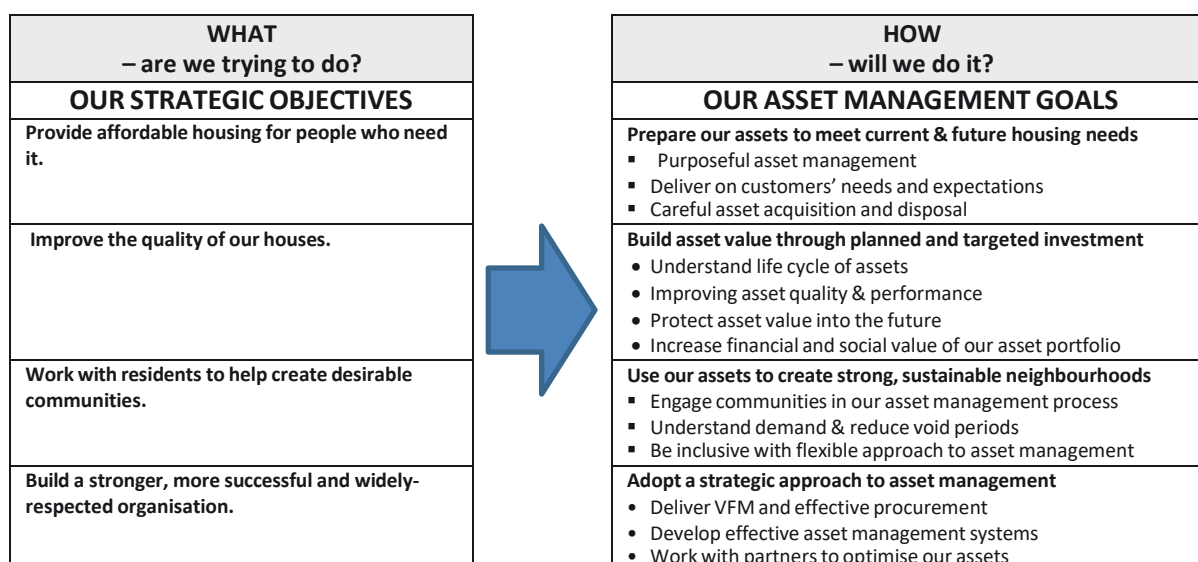 WHAT
– are we trying to do?
OUR STRATEGIC OBJECTIVES
Provide affordable housing for people who need
it.
Improve the quality of our houses.
Work with residents to help create desirable
communities.
Build a stronger, more successful and widely-
respected organisation.
HOW
– will we do it?
OUR ASSET MANAGEMENT GOALS
Prepare our assets to meet current & future housing needs
▪ Purposeful asset management
▪ Deliver on customers’ needs and expectations
▪ Careful asset acquisition and disposal
Build asset value through planned and targeted investment
• Understand life cycle of assets
• Improving asset quality & performance
• Protect asset value into the future
• Increase financial and social value of our asset portfolio
Use our assets to create strong, sustainable neighbourhoods
▪ Engage communities in our asset management process
▪ Understand demand & reduce void periods
▪ Be inclusive with flexible approach to asset management
Adopt a strategic approach to asset management
• Deliver VFM and effective procurement
• Develop effective asset management systems
• Work with partners to optimise our assets